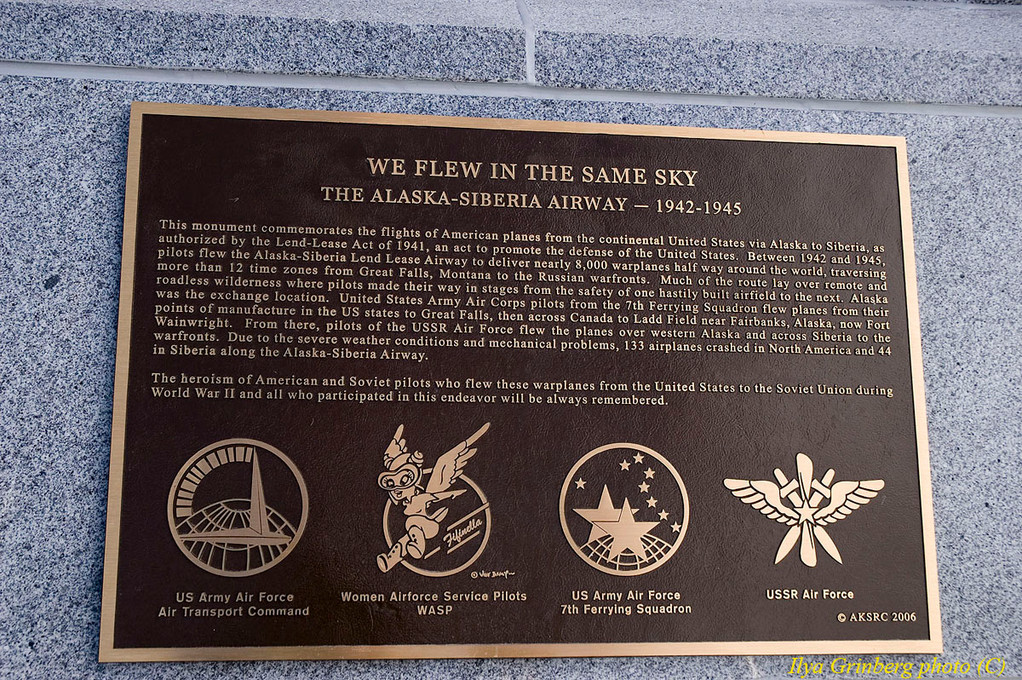 WE FLEW IN THE SAME SKY
THE ALASKA-SIBERIA AIRWAY — 1942-1945
This monument commemorates the flights of American planes from the continental United States via Alaska to Siberia, as
authorized by the Lend-Lease Act of 1941, an act to promote the defense of the United States. Between 1942 and 1945,
pilots flew the Alaska-Siberia Lend Lease Airway to deliver nearly 8,000 warplanes half way around the world, traversing
more than 12 time zones from Great Falls, Montana to the Russian warfronts. Much of the route lay over remote and
roadless wilderness where pilots made their way in stages from the safety of one hastily built airfield to the next. Alaska
was the exchange location. United States Army Air Corps pilots from the 7th Ferrying Squadron flew planes from their
points of manufacture in the US states to Great Falls, then across Canada to Ladd Field near Fairbanks, Alaska, now Fort
Wainwright. From there, pilots of the USSR Air Force flew the planes over western Alaska and across Siberia to the
warfronts. Due to the severe weather conditions and mechanical problems, 133 airplanes crashed in North America and 44
in Siberia along the Alaska-Siberia Airway.
The heroism of American and Soviet pilots who flew these warplanes from the United States to the Soviet Union during
World War II and all who participated in this endeavor will be always remembered.
Fifinella
©
US Army Air Force
Air Transport Command
Women Airforce Service Pilots
WASP
US Army Air Force
7th Ferrying Squadron
USSR Air Force
© AKSRC 2006
Ilya Grinberg photo (C)